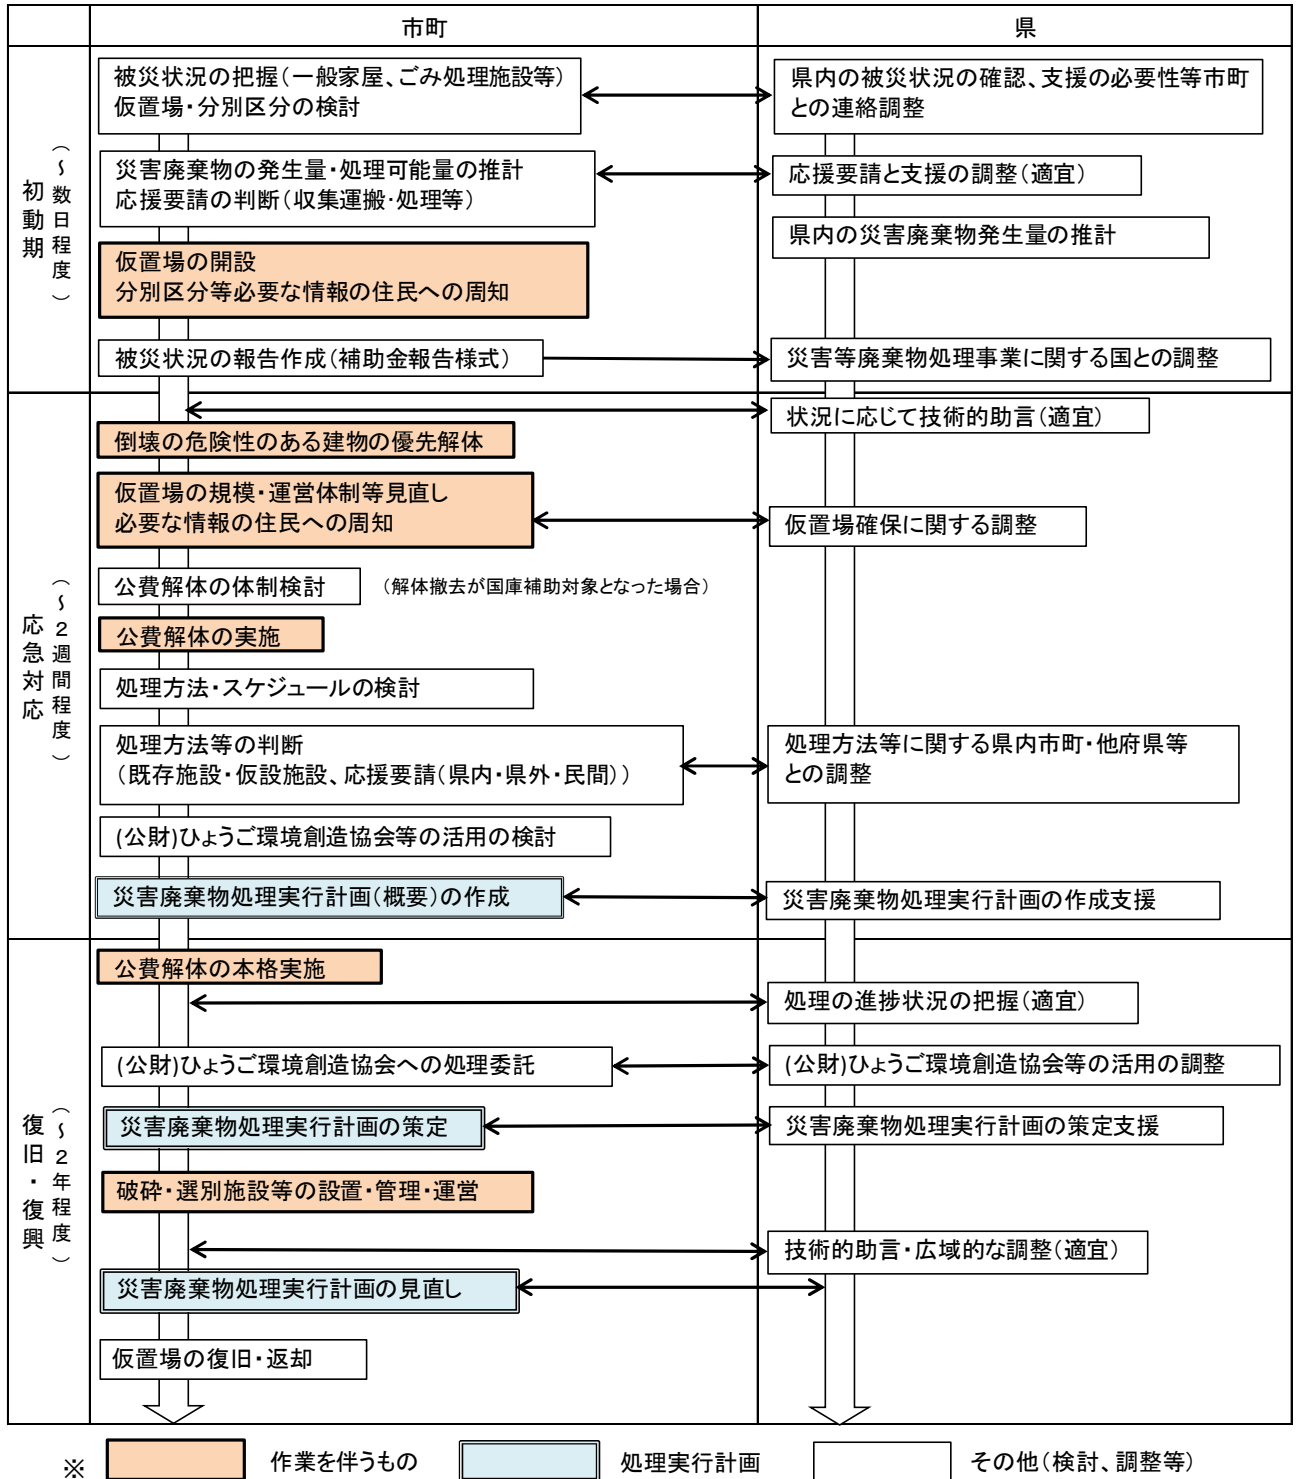 市町
県
初動期
（～数日程度）
被災状況の把握（一般家屋、ごみ処理施設等）
仮置場・分別区分の検討
県内の被災状況の確認、支援の必要性等市町
との連絡調整
災害廃棄物の発生量・処理可能量の推計
応援要請の判断（収集運搬・処理等）
応援要請と支援の調整（適宜）
県内の災害廃棄物発生量の推計
仮置場の開設
分別区分等必要な情報の住民への周知
被災状況の報告作成（補助金報告様式）
災害等廃棄物処理事業に関する国との調整
応急対応
（～２週間程度）
状況に応じて技術的助言（適宜）
倒壊の危険性のある建物の優先解体
仮置場の規模・運営体制等見直し
必要な情報の住民への周知
仮置場確保に関する調整
公費解体の体制検討
（解体撤去が国庫補助対象となった場合）
公費解体の実施
処理方法・スケジュールの検討
処理方法等の判断
（既存施設・仮設施設、応援要請（県内・県外・民間））
処理方法等に関する県内市町・他府県等
との調整
(公財)ひょうご環境創造協会等の活用の検討
災害廃棄物処理実行計画（概要）の作成
災害廃棄物処理実行計画の作成支援
復旧・復興
（～２年程度）
公費解体の本格実施
処理の進捗状況の把握（適宜）
(公財)ひょうご環境創造協会への処理委託
(公財)ひょうご環境創造協会等の活用の調整
災害廃棄物処理実行計画の策定
災害廃棄物処理実行計画の策定支援
破砕・選別施設等の設置・管理・運営
技術的助言・広域的な調整（適宜）
災害廃棄物処理実行計画の見直し
仮置場の復旧・返却
※
作業を伴うもの
処理実行計画
その他（検討、調整等）